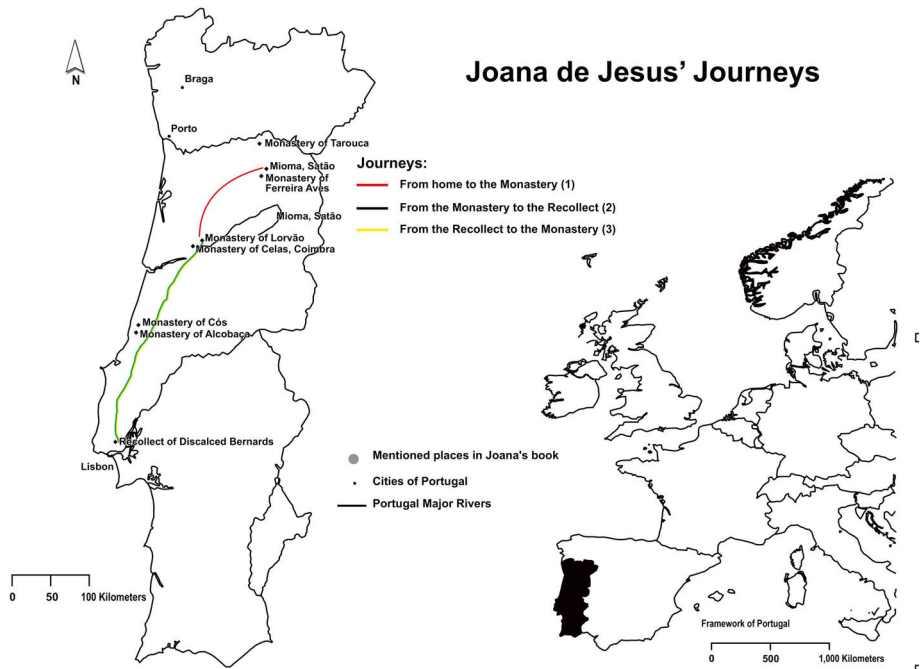 Joana de Jesus’ Journeys
N
Braga
Porto
Monastery of Tarouca
Mioma, Satão
Monastery of
Ferreira Aves
Mioma, Satão
Monastery of Lorvão
Monastery of Celas, Coimbra
Monastery of Cós
Monastery of Alcobaça
Recollect of Discalced Bernards
Lisbon
Journeys:
From home to the Monastery (1)
From the Monastery to the Recollect (2)
From the Recollect to the Monastery (3)
Mentioned places in Joana's book
Cities of Portugal
Portugal Major Rivers
0 50 100 Kilometers
Framework of Portugal
0 500 1,000 Kilometers